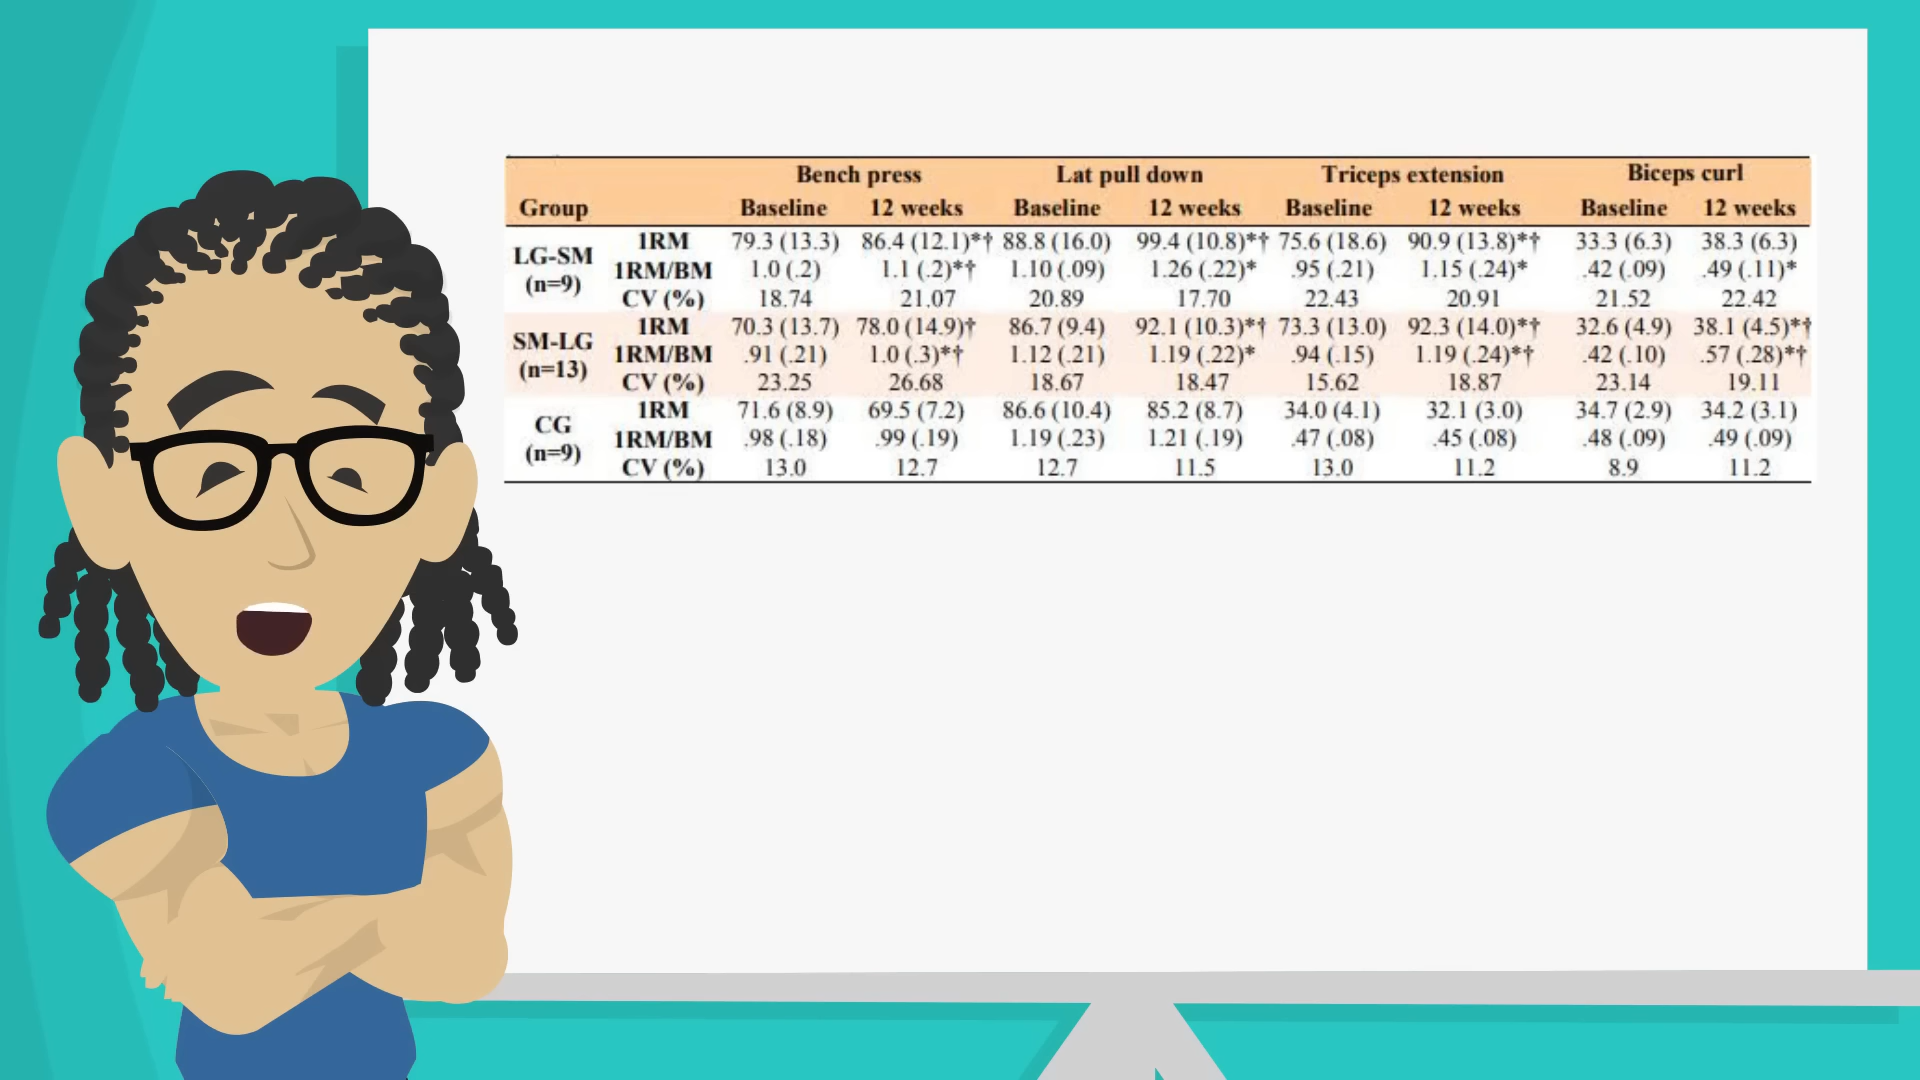 Bench press Lat pull down Triceps extension Biceps curl
Group Baseline 12 weeks Baseline 12 weeks Baseline 12 weeks Baseline 12 weeks
LG-SM (n=9)
1RM 79.3 (13.3) 86.4 (12.1)*† 88.8 (16.0) 99.4 (10.8)*† 75.6 (18.6) 90.9 (13.8)*† 33.3 (6.3) 38.3 (6.3)
1RM/BM 1.0 (.2) 1.1 (.2)*† 1.10 (.09) 1.26 (.22)* .95 (.21) 1.15 (.24)* .42 (.09) .49 (.11)*
CV (%) 18.74 21.07 20.89 17.70 22.43 20.91 21.52 22.42
SM-LG (n=13)
1RM 70.3 (13.7) 78.0 (14.9)† 86.7 (9.4) 92.1 (10.3)*† 73.3 (13.0) 92.3 (14.0)*† 32.6 (4.9) 38.1 (4.5)*†
1RM/BM .91 (.21) 1.0 (.3)*† 1.12 (.21) 1.19 (.22)* .94 (.15) 1.19 (.24)*† .42 (.10) .57 (.28)*†
CV (%) 23.25 26.68 18.67 18.47 15.62 18.87 23.14 19.11
CG (n=9)
1RM 71.6 (8.9) 69.5 (7.2) 86.6 (10.4) 85.2 (8.7) 34.0 (4.1) 32.1 (3.0) 34.7 (2.9) 34.2 (3.1)
1RM/BM .98 (.18) .99 (.19) 1.19 (.23) 1.21 (.19) .47 (.08) .45 (.08) .48 (.09) .49 (.09)
CV (%) 13.0 12.7 12.7 11.5 13.0 11.2 8.9 11.2